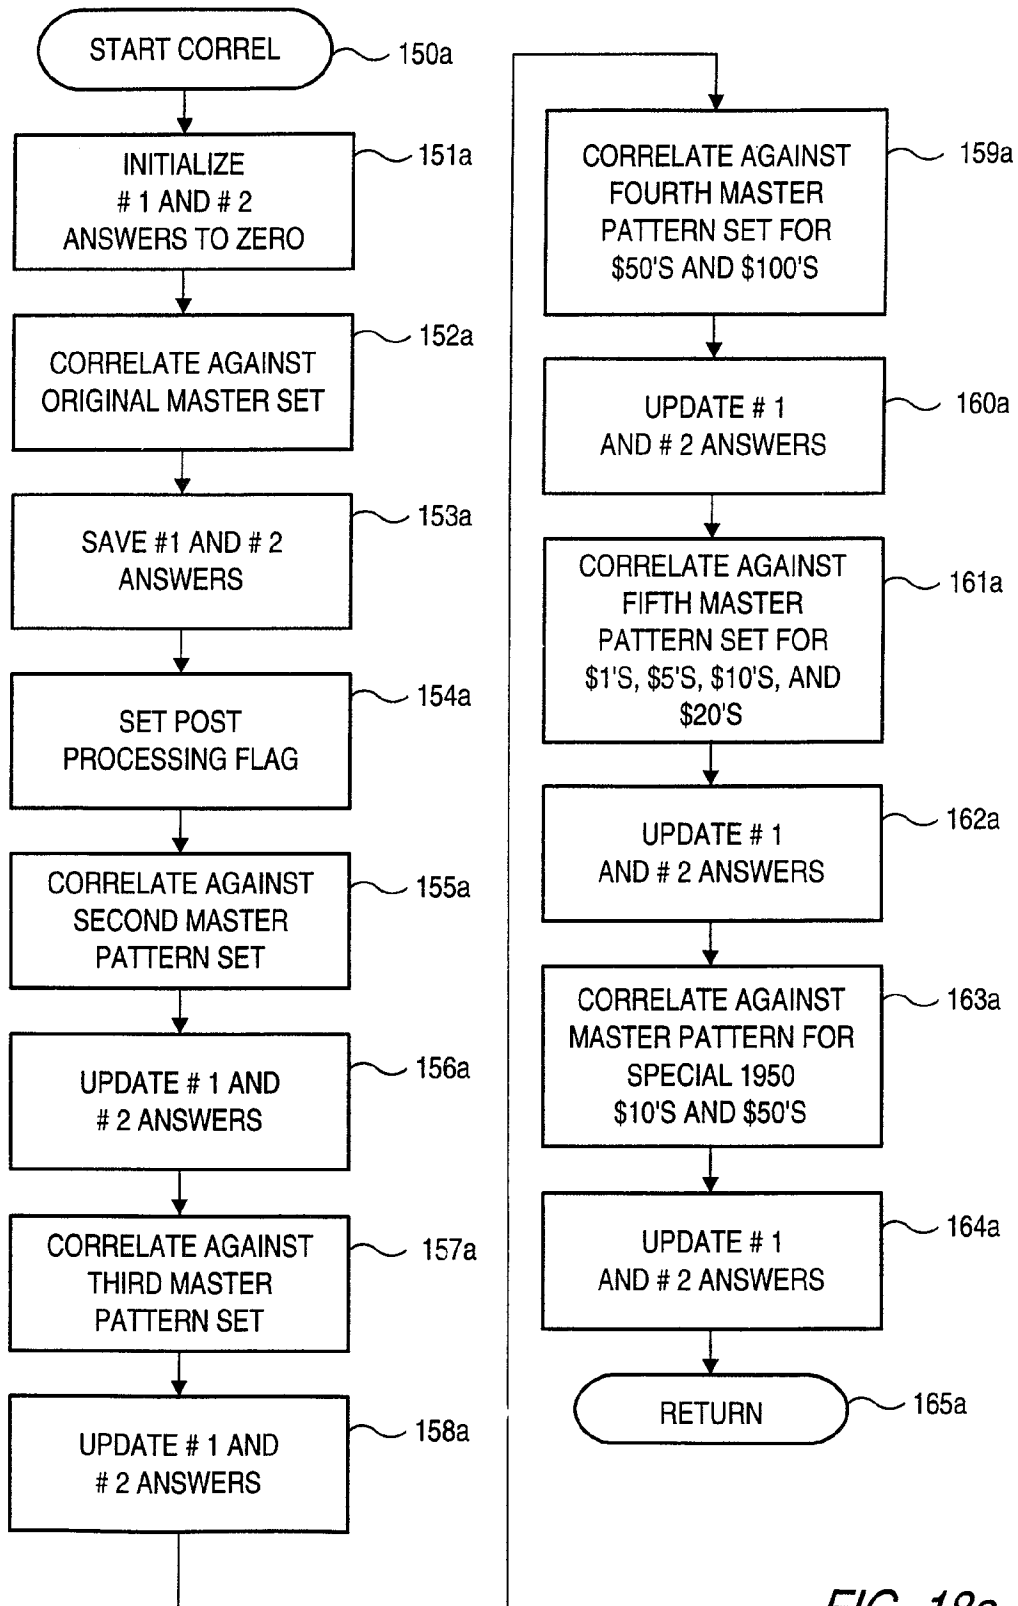 START CORREL
150a
INITIALIZE
# 1 AND # 2
ANSWERS TO ZERO
151a
CORRELATE AGAINST
ORIGINAL MASTER SET
152a
SAVE #1 AND # 2
ANSWERS
153a
SET POST
PROCESSING FLAG
154a
CORRELATE AGAINST
SECOND MASTER
PATTERN SET
155a
UPDATE # 1 AND
# 2 ANSWERS
156a
CORRELATE AGAINST
THIRD MASTER
PATTERN SET
157a
UPDATE # 1 AND
# 2 ANSWERS
158a
CORRELATE AGAINST
FOURTH MASTER
PATTERN SET FOR
$50'S AND $100'S
159a
UPDATE # 1
AND # 2 ANSWERS
160a
CORRELATE AGAINST
FIFTH MASTER
PATTERN SET FOR
$1'S, $5'S, $10'S, AND
$20'S
161a
UPDATE # 1
AND # 2 ANSWERS
162a
CORRELATE AGAINST
MASTER PATTERN FOR
SPECIAL 1950
$10'S AND $50'S
163a
UPDATE # 1
AND # 2 ANSWERS
164a
RETURN
165a
FIG. 18a